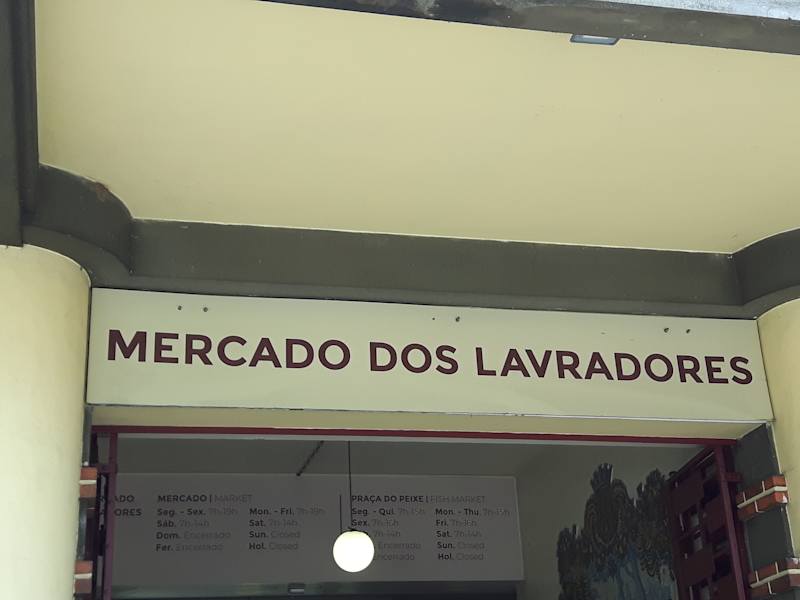 MERCADO DOS LAVRADORES
MERCADO | MARKET
Seg. - Sex. 7h-19h
Sáb. 7h-14h
Dom. Encerrado
Fer. Encerrado
Mon. - Fri. 7h-19h
Sat. 7h-14h
Sun. Closed
Hol. Closed
PRAÇA DO PEIXE | FISH MARKET
Seg. - Qui. 7h-15h
Sex. 7h-16h
7h-14h
Encerrado
Encerrado
Mon. - Thu. 7h-15h
Fri. 7h-16h
Sat. 7h-14h
Sun. Closed
Hol. Closed